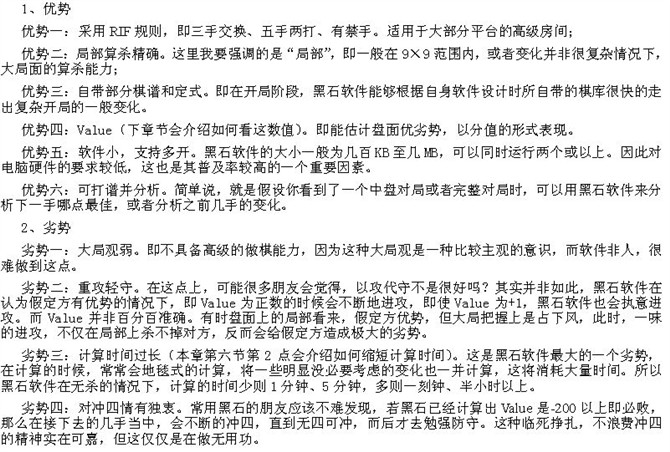 1、优势
优势一：采用 RIF 规则，即三手交换、五手两打、有禁手。适用于大部分平台的高级房间；
优势二：局部算杀精确。这里我要强调的是“局部”，即一般在 9×9 范围内，或者变化并非很复杂情况下，
大局面的算杀能力；
优势三：自带部分棋谱和定式。即在开局阶段，黑石软件能够根据自身软件设计时所自带的棋库很快的走
出复杂开局的一般变化。
优势四：Value（下章节会介绍如何看这数值）。即能估计盘面优劣势，以分值的形式表现。
优势五：软件小，支持多开。黑石软件的大小一般为几百 KB 至几 MB，可以同时运行两个或以上。因此对
电脑硬件的要求较低，这也是其普及率较高的一个重要因素。
优势六：可打谱并分析。简单说，就是假设你看到了一个中盘对局或者完整对局时，可以用黑石软件来分
析下一手哪点最佳，或者分析之前几手的变化。
2、劣势
劣势一：大局观弱。即不具备高级的做棋能力，因为这种大局观是一种比较主观的意识，而软件非人，很
难做到这点。
劣势二：重攻轻守。在这点上，可能很多朋友会觉得，以攻代守不是很好吗？其实并非如此，黑石软件在
认为假定方有优势的情况下，即 Value 为正数的时候会不断地进攻，即使 Value 为+1，黑石软件也会执意进
攻。而 Value 并非百分百准确。有时盘面上的局部看来，假定方优势，但大局把握上是占下风，此时，一味
的进攻，不仅在局部上杀不掉对方，反而会给假定方造成极大的劣势。
劣势三：计算时间过长（本章第六节第 2 点会介绍如何缩短计算时间）。这是黑石软件最大的一个劣势，
在计算的时候，常常会地毯式的计算，将一些明显没必要考虑的变化也一并计算，这将消耗大量时间。所以
黑石软件在无杀的情况下，计算的时间少则 1 分钟、5 分钟，多则一刻钟、半小时以上。
劣势四：对冲四情有独衷。常用黑石的朋友应该不难发现，若黑石已经计算出 Value 是-200 以上即必败，
那么在接下去的几手当中，会不断的冲四，直到无四可冲，而后才去勉强防守。这种临死挣扎，不浪费冲四
的精神实在可嘉，但这仅仅是在做无用功。